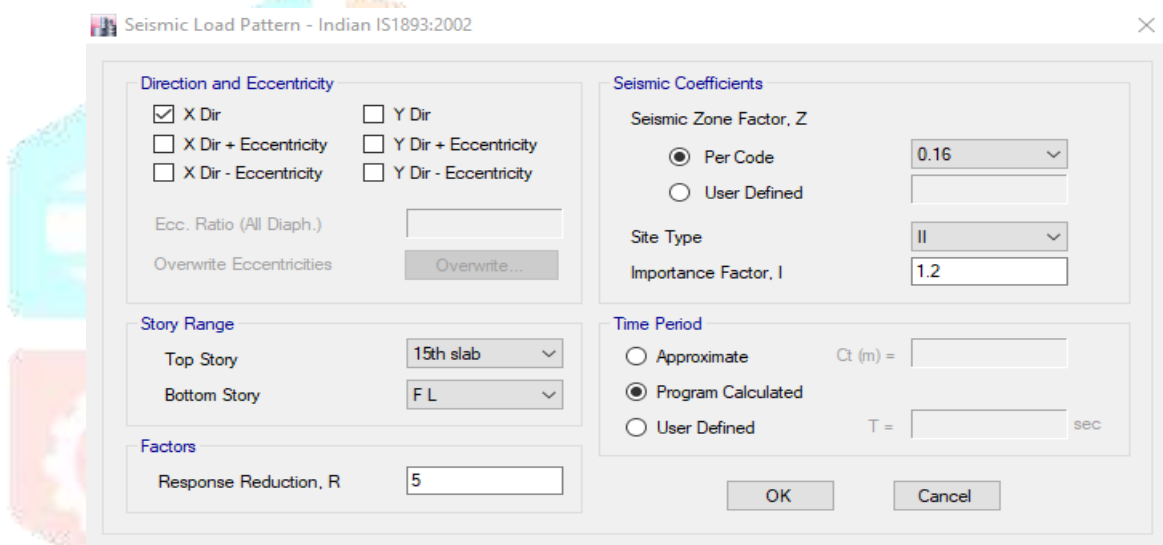 Seismic Load Pattern - Indian IS1893:2002
Direction and Eccentricity
X Dir Y Dir
X Dir + Eccentricity Y Dir + Eccentricity
X Dir - Eccentricity Y Dir - Eccentricity
Ecc. Ratio (All Diaph.)
Overwrite Eccentricities Overwrite...
Story Range
Top Story 15th slab
Bottom Story F L
Factors
Response Reduction, R 5
Seismic Coefficients
Seismic Zone Factor, Z
Per Code 0.16
User Defined
Site Type II
Importance Factor, I 1.2
Time Period
Approximate Ct (m) =
Program Calculated
User Defined T = sec
OK Cancel